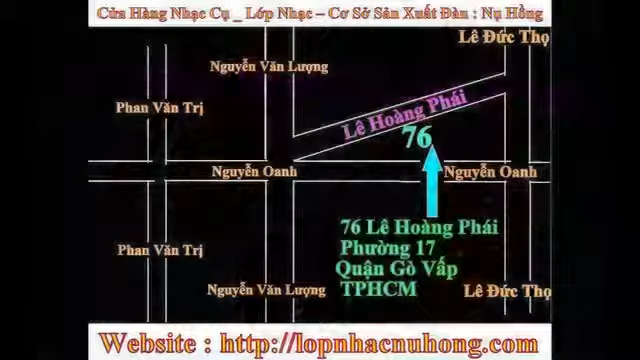 Cửa Hàng Nhạc Cụ _ Lớp Nhạc – Cơ Sở Sản Xuất Đàn : Nụ Hồng
Lê Đức Thọ
Nguyễn Văn Lượng
Phan Văn Trị
Lê Hoàng Phái
76
Nguyễn Oanh
Nguyễn Oanh
76 Lê Hoàng Phái
Phường 17
Quận Gò Vấp
TPHCM
Phan Văn Trị
Nguyễn Văn Lượng
Lê Đức Thọ
Website : http://lopnhacnuhong.com